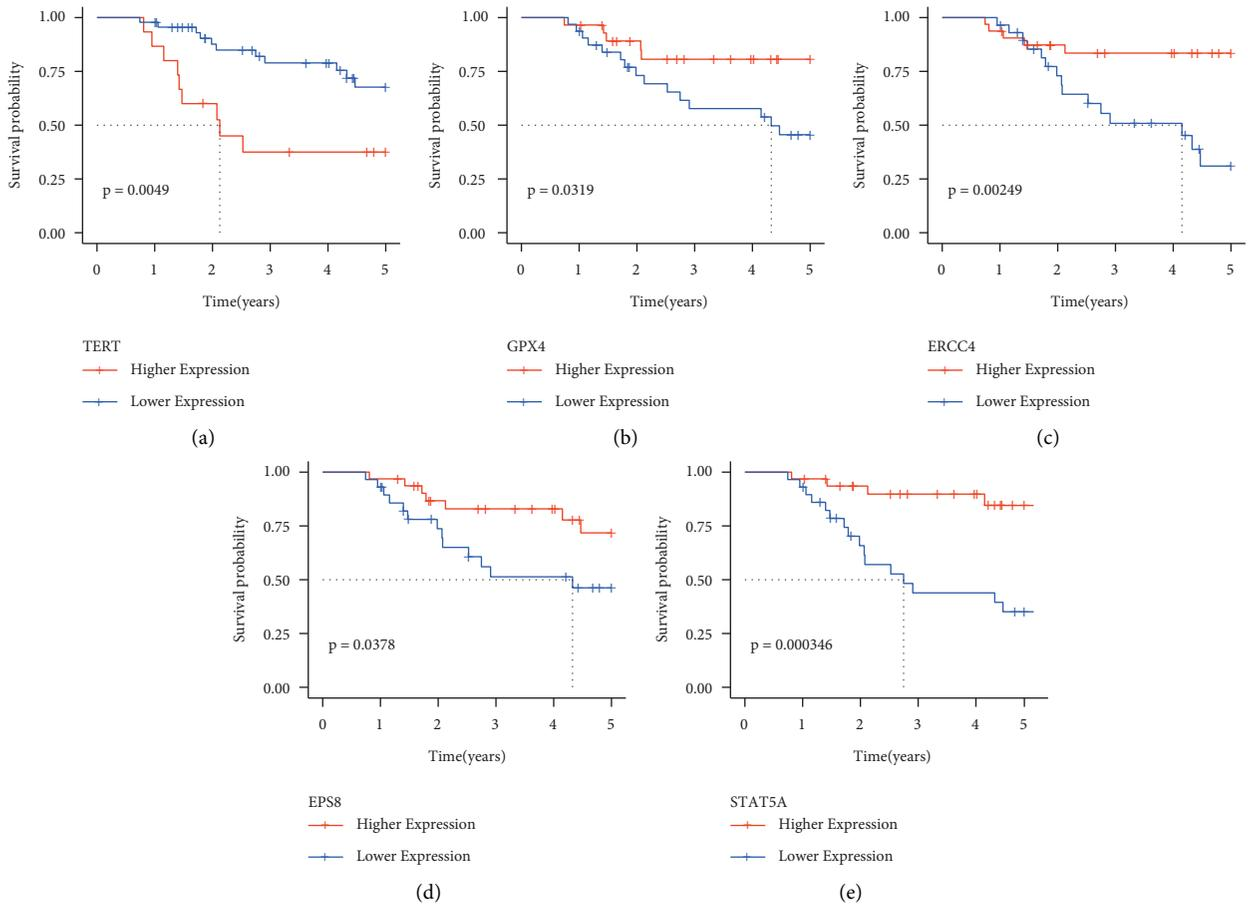 Survival probability
1.00
0.75
0.50
0.25
0.00
p = 0.0049
0 1 2 3 4 5
Time(years)
TERT
Higher Expression
Lower Expression
(a)
Survival probability
1.00
0.75
0.50
0.25
0.00
p = 0.0319
0 1 2 3 4 5
Time(years)
GPX4
Higher Expression
Lower Expression
(b)
Survival probability
1.00
0.75
0.50
0.25
0.00
p = 0.00249
0 1 2 3 4 5
Time(years)
ERCC4
Higher Expression
Lower Expression
(c)
Survival probability
1.00
0.75
0.50
0.25
0.00
p = 0.0378
0 1 2 3 4 5
Time(years)
EPS8
Higher Expression
Lower Expression
(d)
Survival probability
1.00
0.75
0.50
0.25
0.00
p = 0.000346
0 1 2 3 4 5
Time(years)
STAT5A
Higher Expression
Lower Expression
(e)